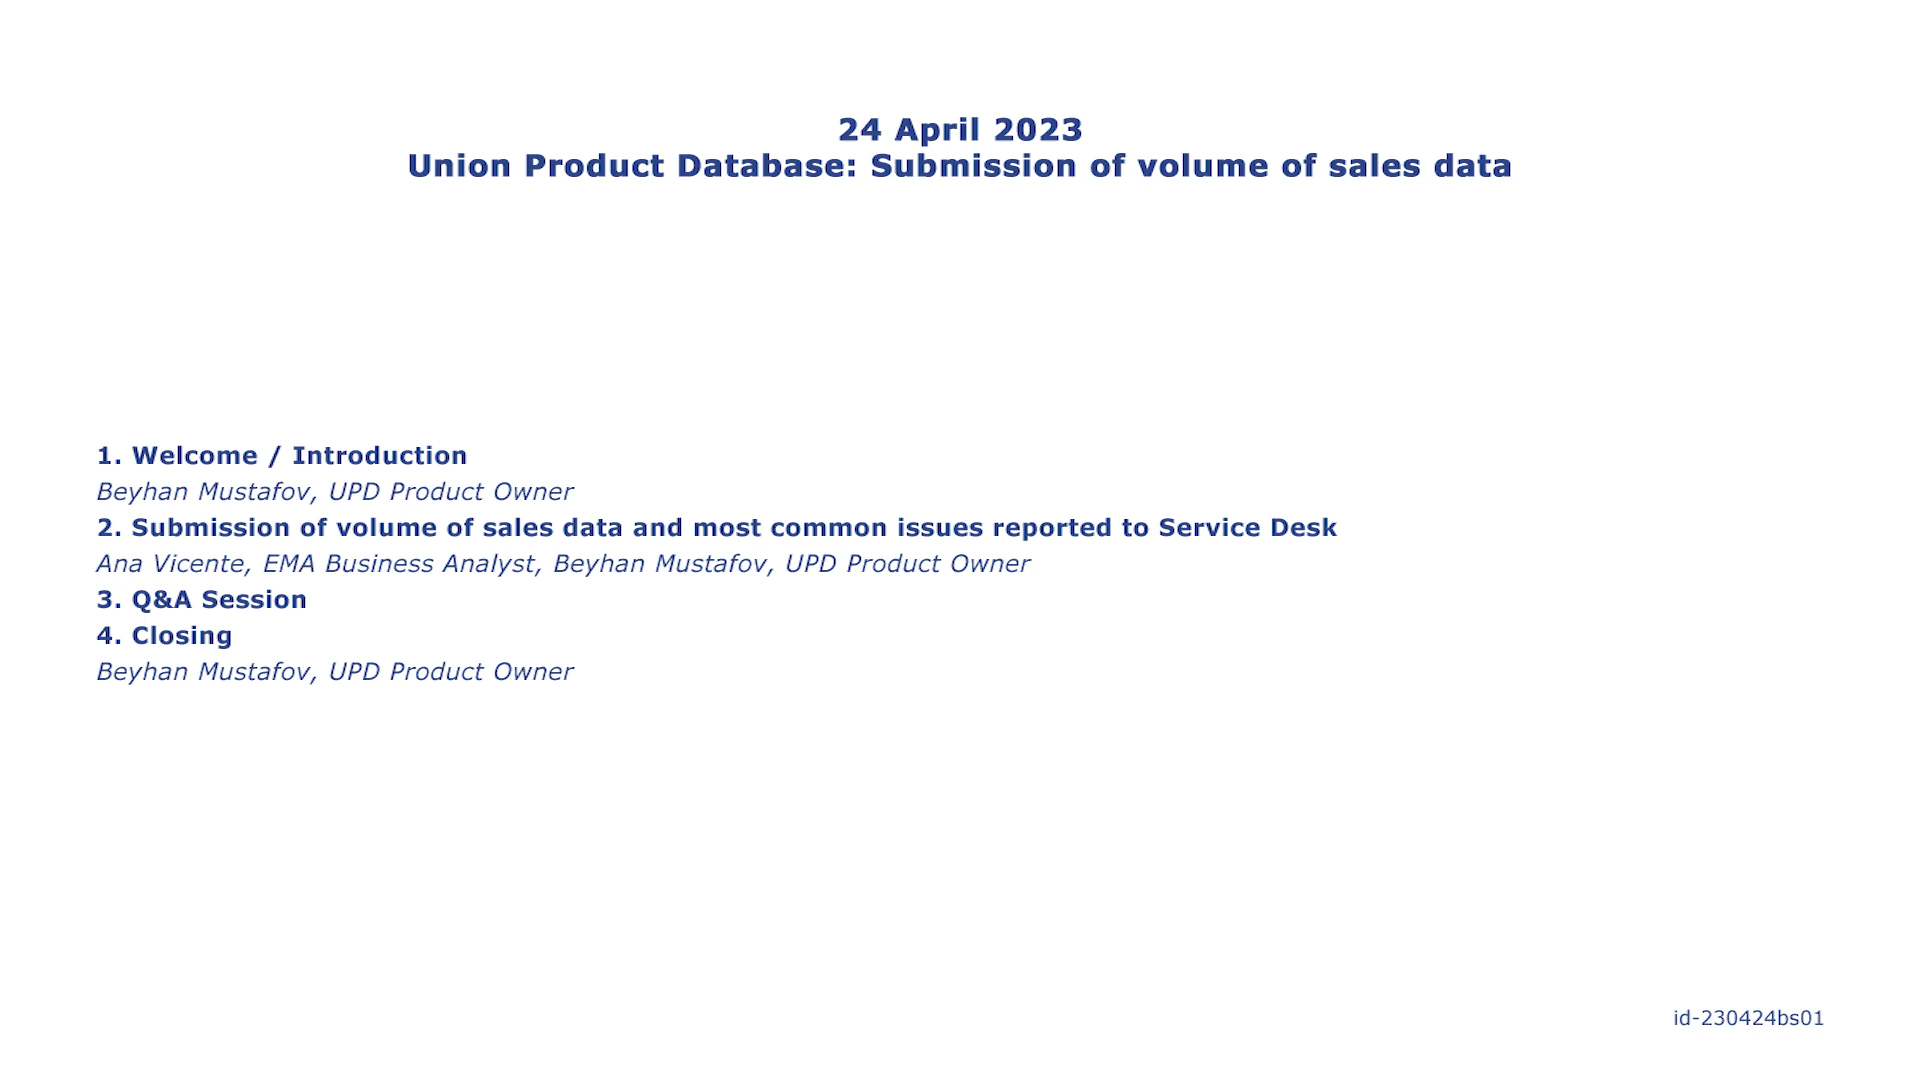 24 April 2023
Union Product Database: Submission of volume of sales data
1. Welcome / Introduction
Beyhan Mustafov, UPD Product Owner
2. Submission of volume of sales data and most common issues reported to Service Desk
Ana Vicente, EMA Business Analyst, Beyhan Mustafov, UPD Product Owner
3. Q&A Session
4. Closing
Beyhan Mustafov, UPD Product Owner
id-230424bs01